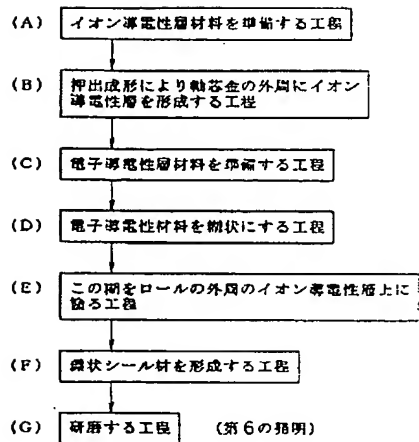 (A) イオン導電性層材料を準備する工程
(B) 押出成形により軸芯金の外周にイオン
導電性層を形成する工程
(C) 電子導電性層材料を準備する工程
(D) 電子導電性材料を糊状にする工程
(E) この糊をロールの外周のイオン導電性層上に
塗る工程
(F) 環状シール材を形成する工程
(G) 研磨する工程 (第6の発明)